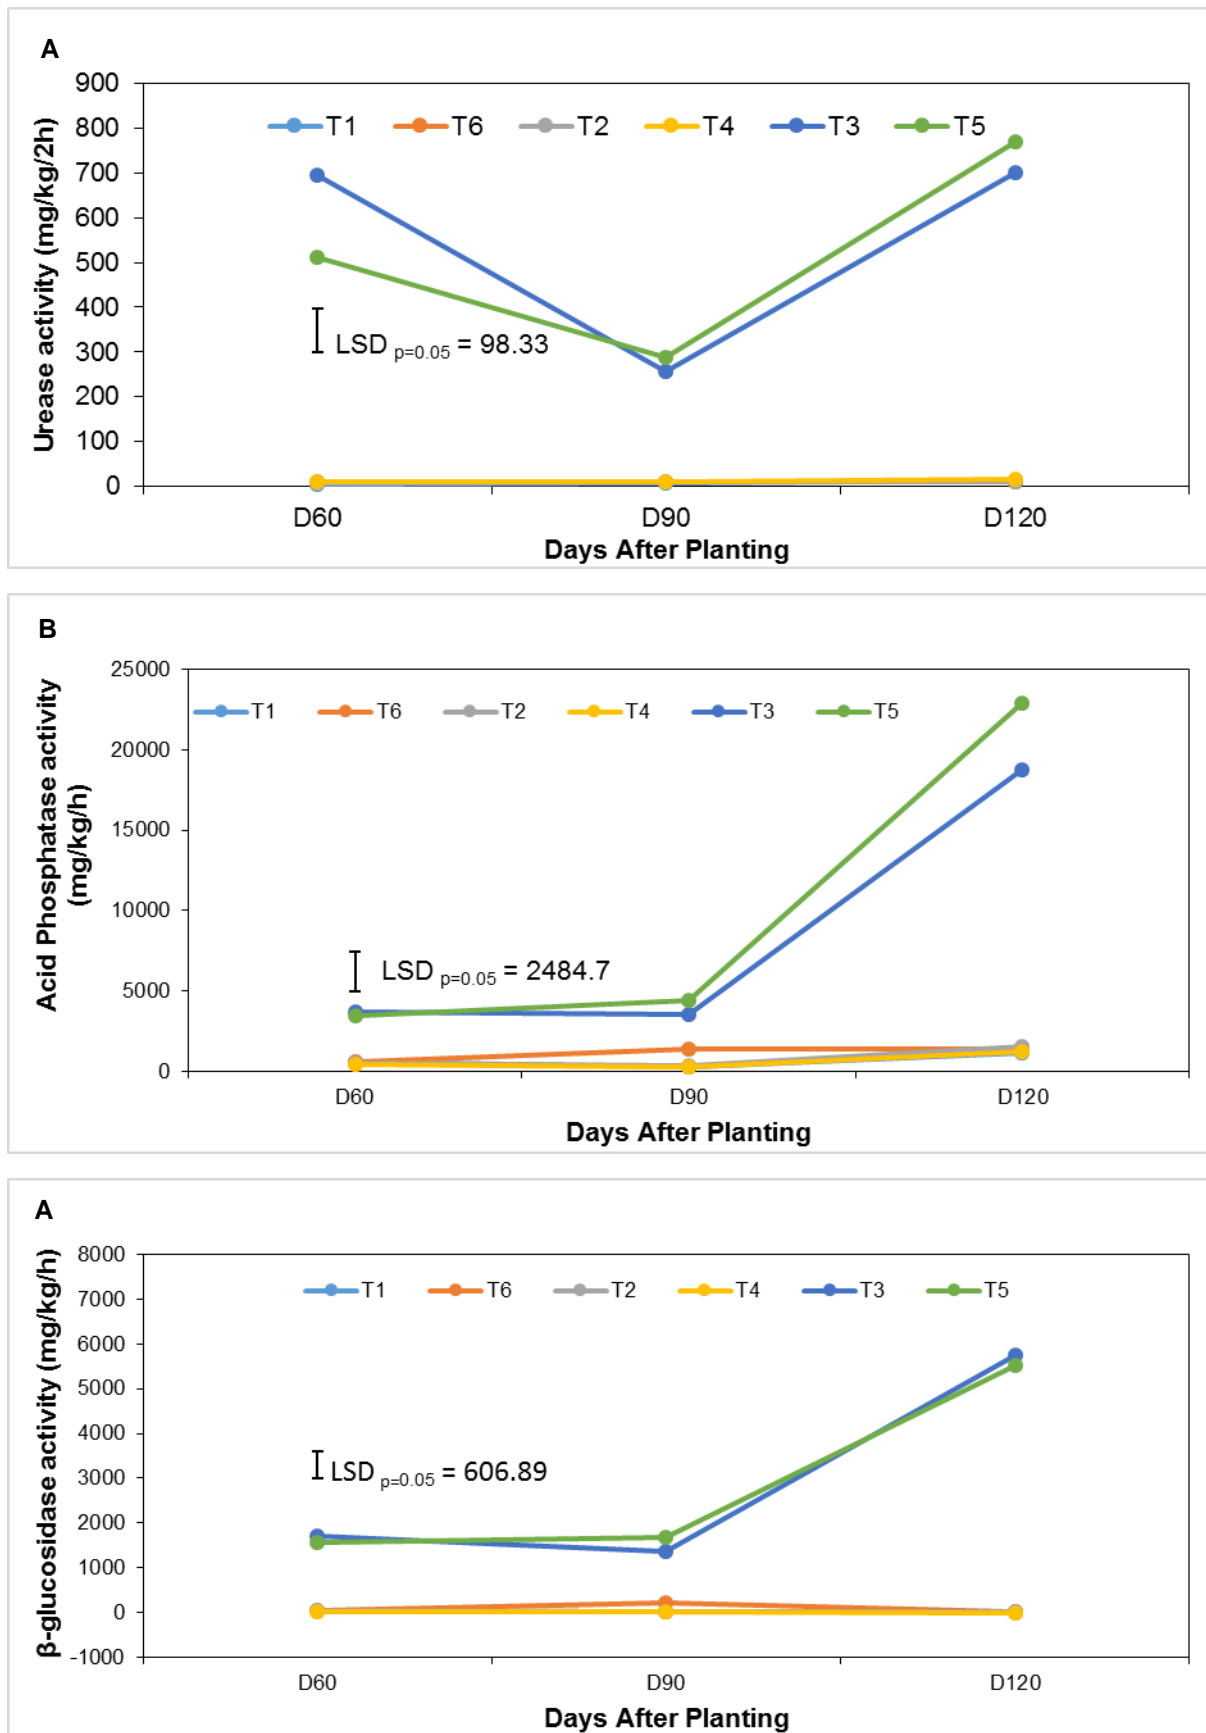 A
Urease activity (mg/kg/2h)
900
800
700
600
500
400
300
200
100
0
T1 T6 T2 T4 T3 T5
LSD p=0.05 = 98.33
D60 D90 D120
Days After Planting
B
Acid Phosphatase activity
(mg/kg/h)
25000
20000
15000
10000
5000
0
T1 T6 T2 T4 T3 T5
LSD p=0.05 = 2484.7
D60 D90 D120
Days After Planting
A
β-glucosidase activity (mg/kg/h)
8000
7000
6000
5000
4000
3000
2000
1000
0
-1000
T1 T6 T2 T4 T3 T5
LSD p=0.05 = 606.89
D60 D90 D120
Days After Planting